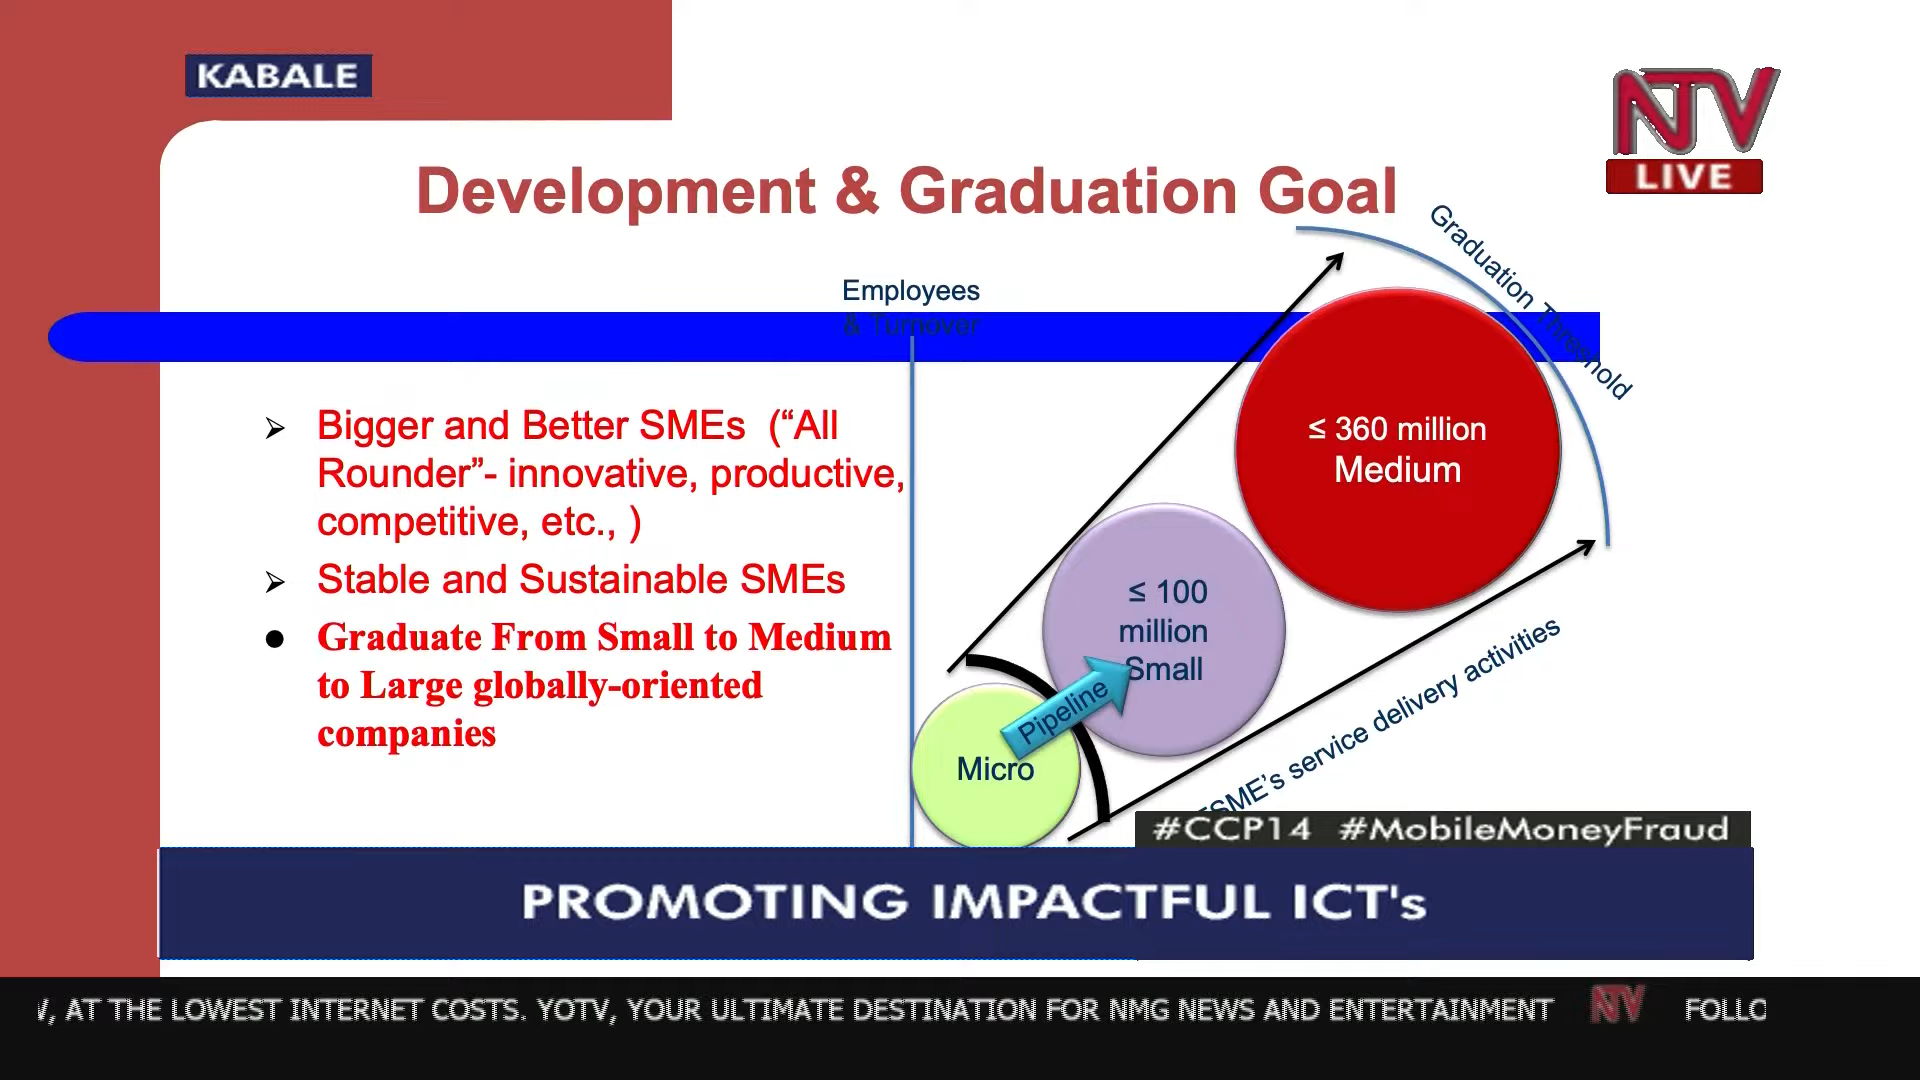 KABALE
NTV
LIVE
Development & Graduation Goal
Graduation Threshold
Employees
& Turnover
➢ Bigger and Better SMEs (“All
Rounder”- innovative, productive,
competitive, etc., )
➢ Stable and Sustainable SMEs
● Graduate From Small to Medium
to Large globally-oriented
companies
≤ 360 million
Medium
≤ 100
million
Small
Pipeline
Micro
service delivery activities
#CCP14 #MobileMoneyFraud
PROMOTING IMPACTFUL ICT's
, AT THE LOWEST INTERNET COSTS. YOTV, YOUR ULTIMATE DESTINATION FOR NMG NEWS AND ENTERTAINMENT NTV FOLLO